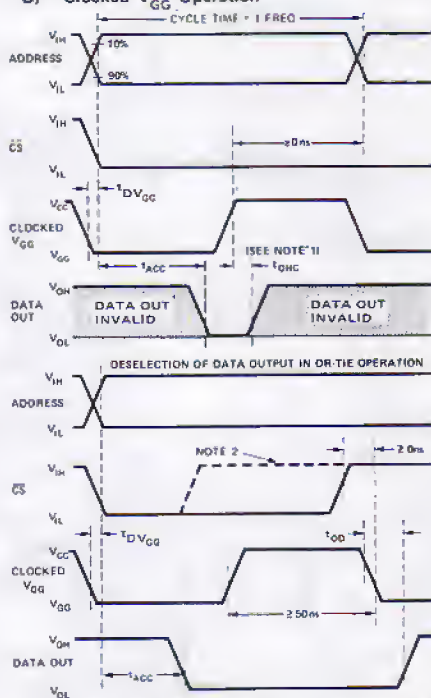 B) Clocked VGG Operation
CYCLE TIME = 1 FREQ
VIH
10%
ADDRESS
VIL
90%
VIH
CS
≥0ns
VIL
tDVGG
VCC
CLOCKED
VGG
VGG
(SEE NOTE 1)
tACC
tOHC
VOH
DATA
OUT
DATA OUT
INVALID
DATA OUT
INVALID
VOL
DESELECTION OF DATA OUTPUT IN OR-TIE OPERATION
VIH
ADDRESS
VIL
NOTE 2
≥0ns
VIH
CS
VIL
tDVGG
tOD
VCC
CLOCKED
VGG
VGG
≥50ns
VOH
DATA OUT
tACC
VOL